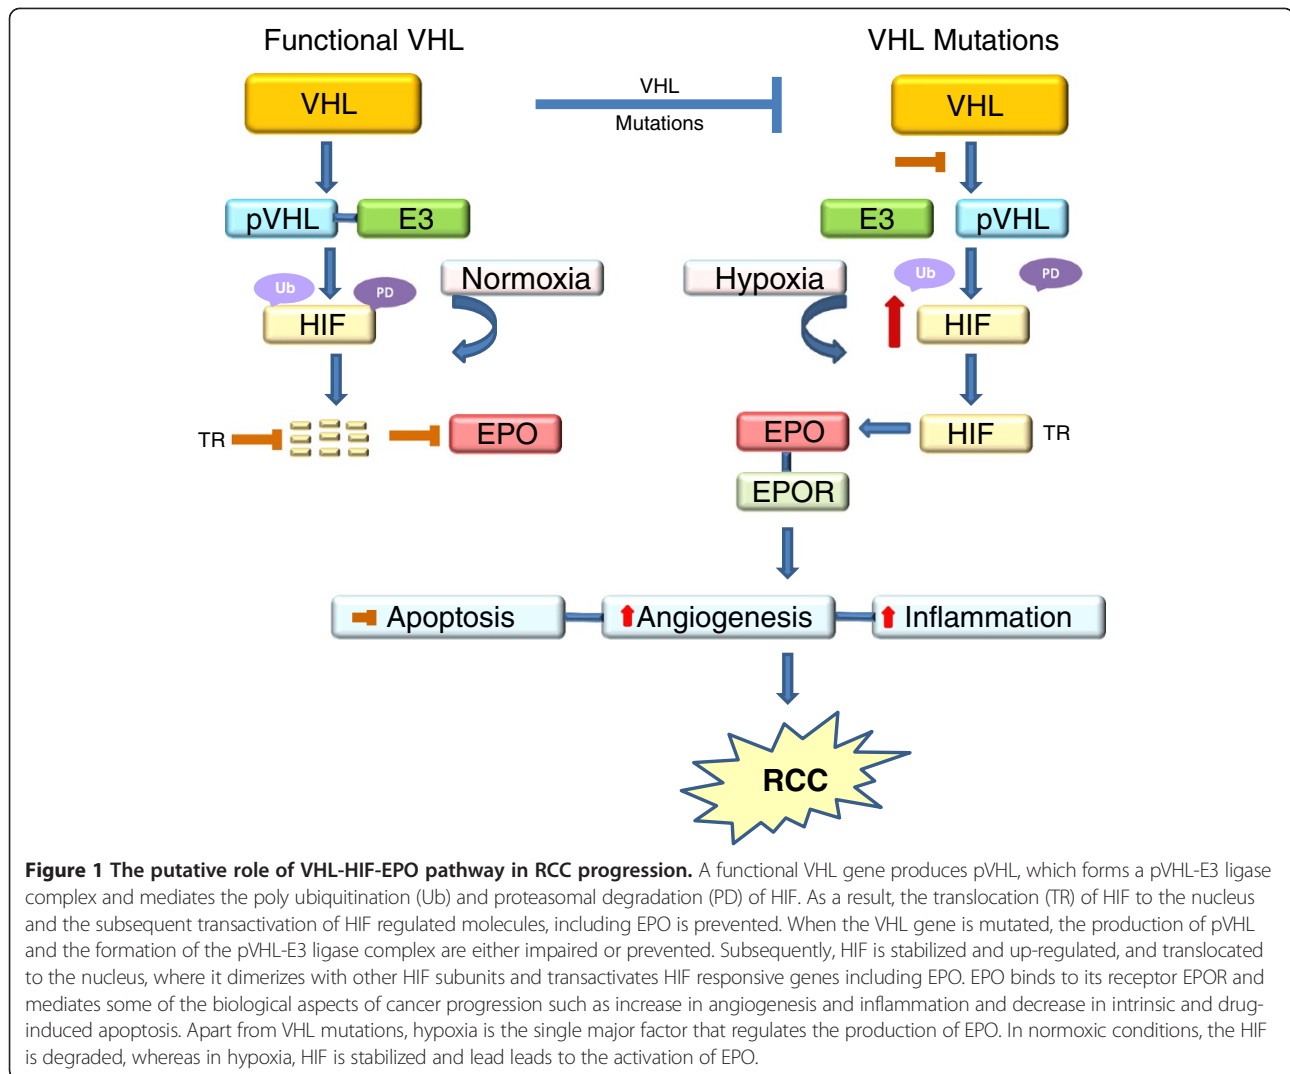 Functional VHL
VHL Mutations
VHL
VHL
Mutations
VHL
pVHL
E3
E3
pVHL
Ub
PD
Normoxia
Hypoxia
Ub
PD
HIF
HIF
TR
EPO
EPO
HIF
TR
EPOR
Apoptosis
Angiogenesis
Inflammation
RCC
Figure 1 The putative role of VHL-HIF-EPO pathway in RCC progression. A functional VHL gene produces pVHL, which forms a pVHL-E3 ligase
complex and mediates the poly ubiquitination (Ub) and proteasomal degradation (PD) of HIF. As a result, the translocation (TR) of HIF to the nucleus
and the subsequent transactivation of HIF regulated molecules, including EPO is prevented. When the VHL gene is mutated, the production of pVHL
and the formation of the pVHL-E3 ligase complex are either impaired or prevented. Subsequently, HIF is stabilized and up-regulated, and translocated
to the nucleus, where it dimerizes with other HIF subunits and transactivates HIF responsive genes including EPO. EPO binds to its receptor EPOR and
mediates some of the biological aspects of cancer progression such as increase in angiogenesis and inflammation and decrease in intrinsic and drug-
induced apoptosis. Apart from VHL mutations, hypoxia is the single major factor that regulates the production of EPO. In normoxic conditions, the HIF
is degraded, whereas in hypoxia, HIF is stabilized and lead leads to the activation of EPO.